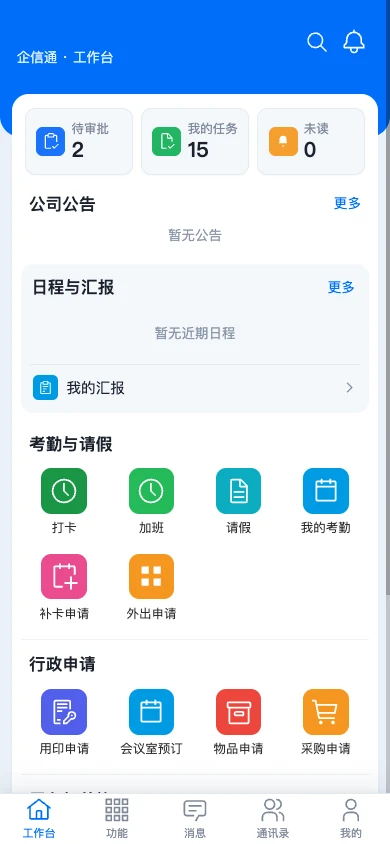 企信通 · 工作台
待审批
2
我的任务
15
未读
0
公司公告
更多
暂无公告
日程与汇报
更多
暂无近期日程
我的汇报
考勤与请假
打卡
加班
请假
我的考勤
补卡申请
外出申请
行政申请
用印申请
会议室预订
物品申请
采购申请
工作台
功能
消息
通讯录
我的